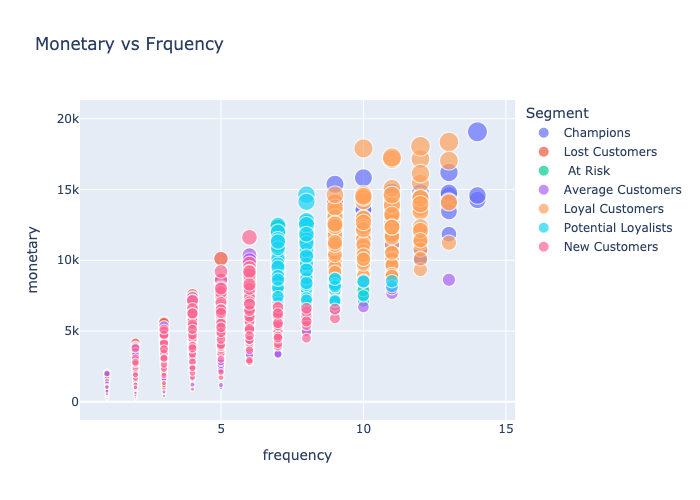 Monetary vs Frquency
Segment
Champions
Lost Customers
At Risk
Average Customers
Loyal Customers
Potential Loyalists
New Customers
20k
15k
10k
5k
0
monetary
5
10
15
frequency